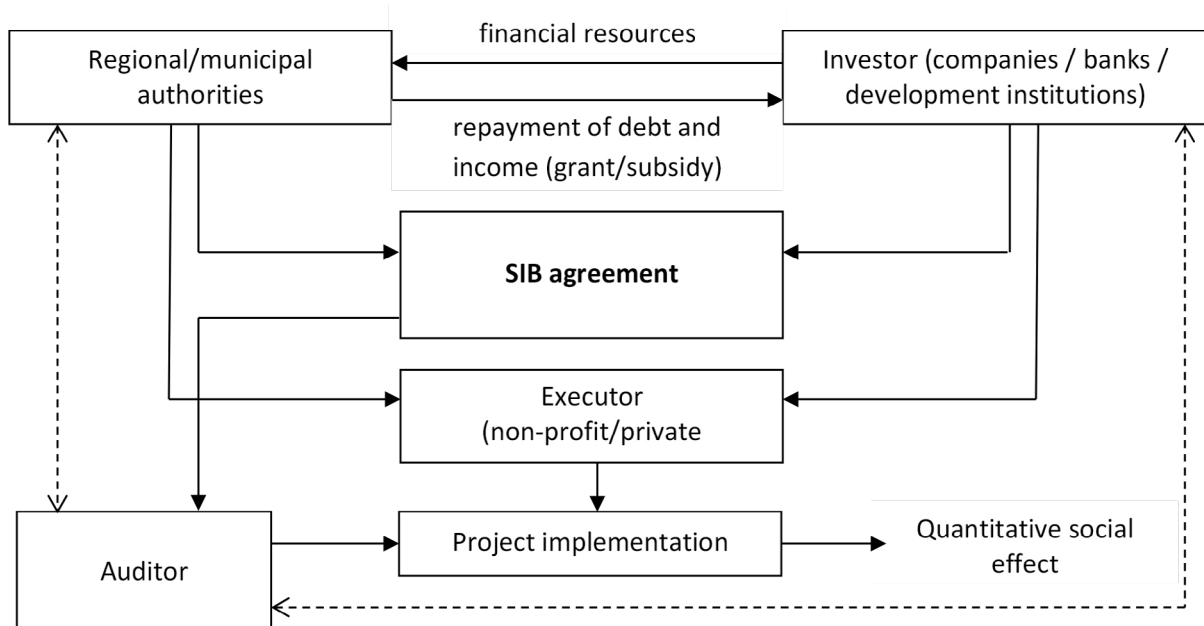 financial resources
Regional/municipal
authorities
Investor (companies / banks /
development institutions)
repayment of debt and
income (grant/subsidy)
SIB agreement
Executor
(non-profit/private
Auditor
Project implementation
Quantitative social
effect